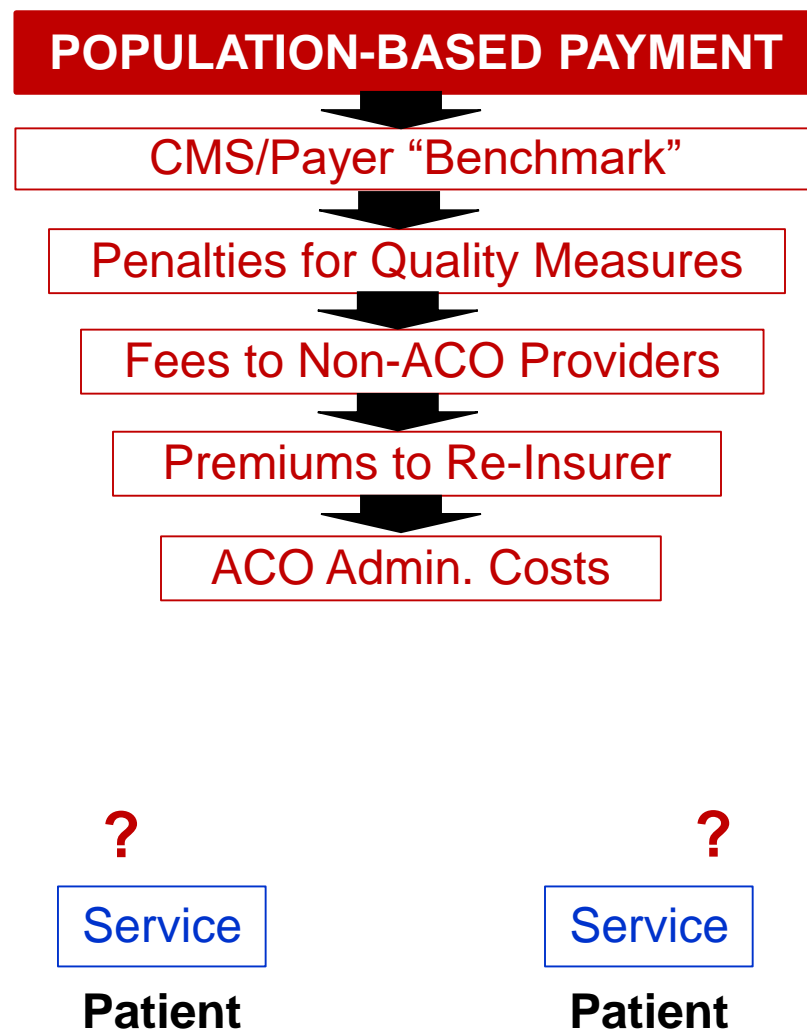 POPULATION-BASED PAYMENT
CMS/Payer “Benchmark”
Penalties for Quality Measures
Fees to Non-ACO Providers
Premiums to Re-Insurer
ACO Admin. Costs
? ?
Service Service
Patient Patient